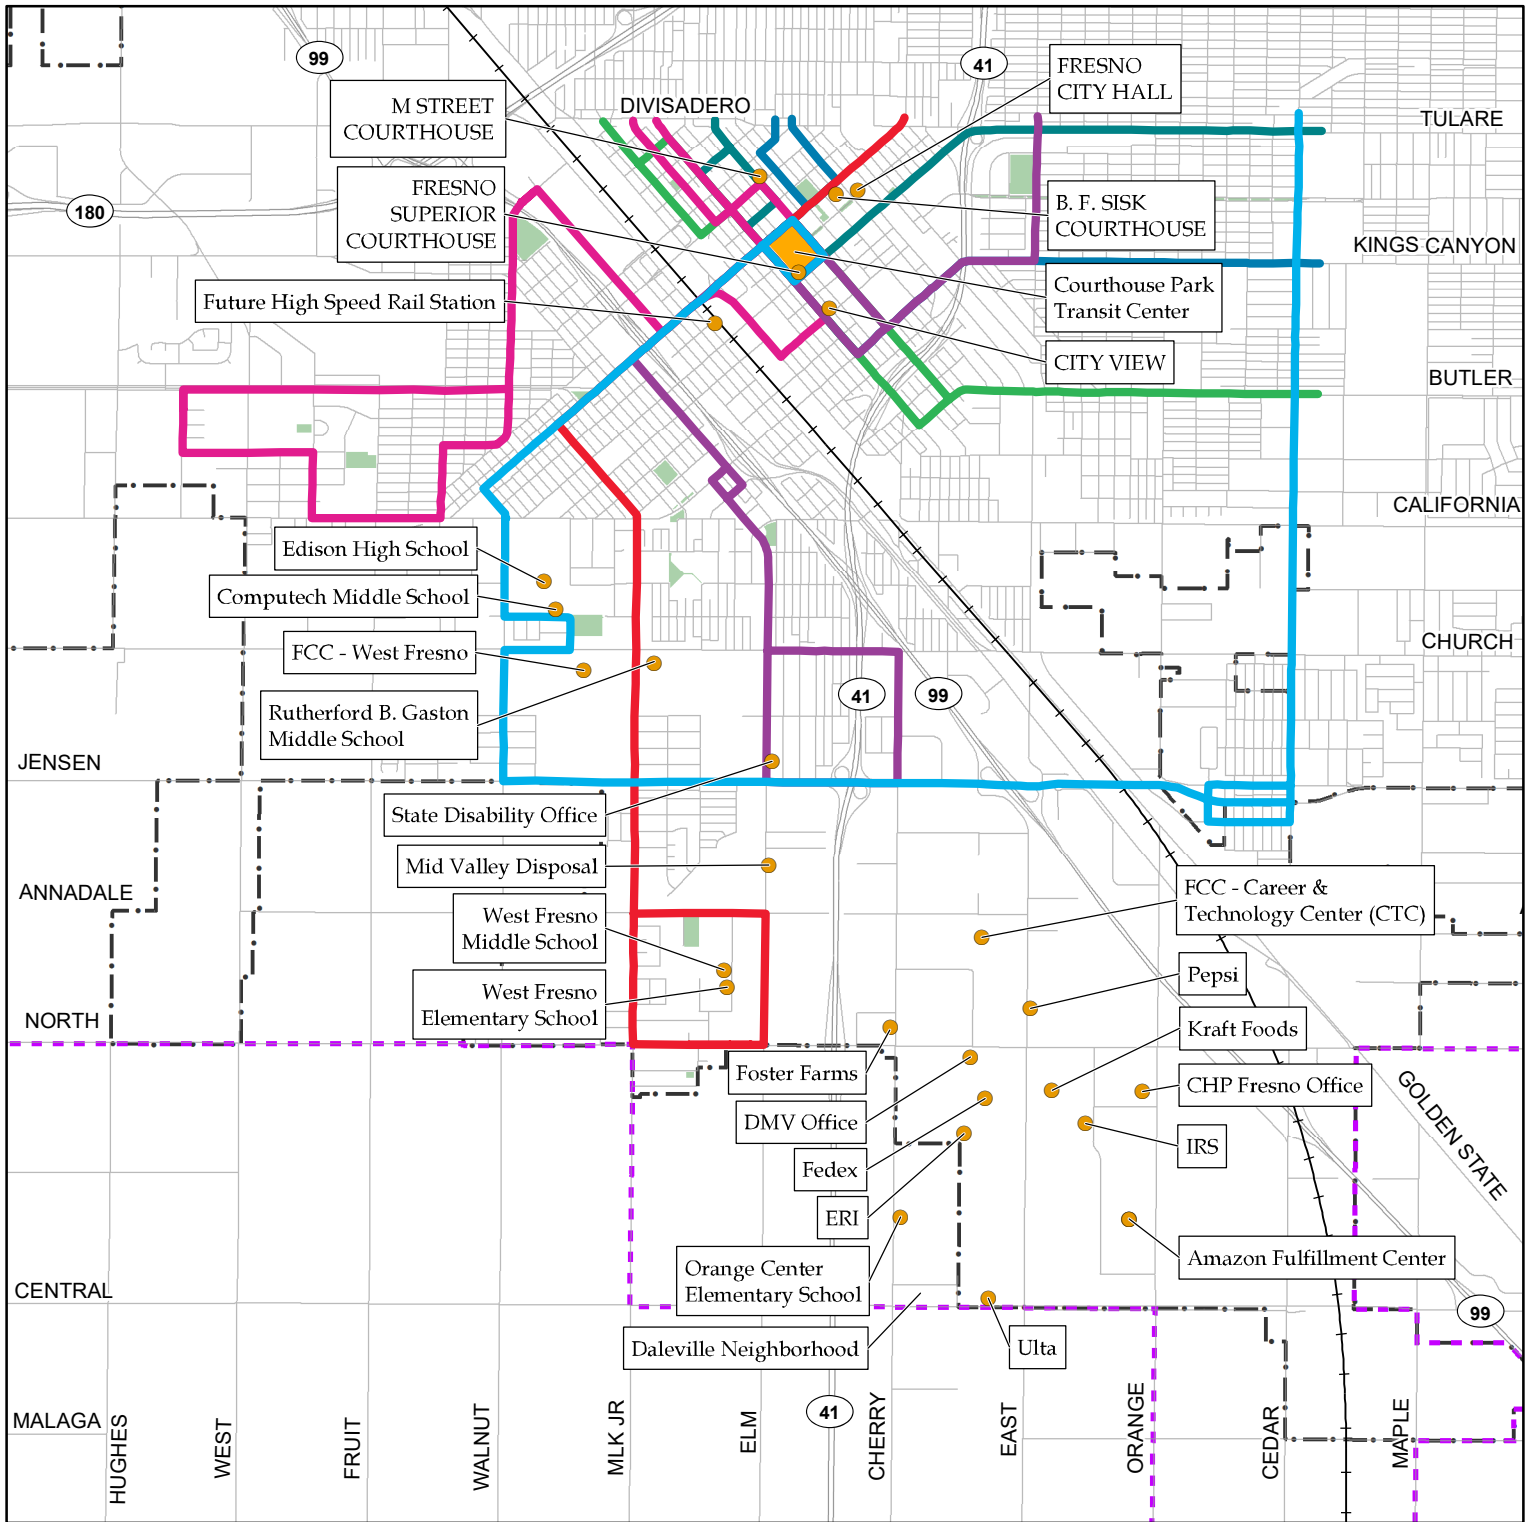 99
41
FRESNO
CITY HALL
M STREET
COURTHOUSE
DIVISADERO
TULARE
180
FRESNO
SUPERIOR
COURTHOUSE
B. F. SISK
COURTHOUSE
KINGS CANYON
Future High Speed Rail Station
Courthouse Park
Transit Center
CITY VIEW
BUTLER
CALIFORNIA
Edison High School
Computech Middle School
FCC - West Fresno
CHURCH
Rutherford B. Gaston
Middle School
41
99
JENSEN
State Disability Office
Mid Valley Disposal
ANNADALE
FCC - Career &
Technology Center (CTC)
West Fresno
Middle School
Pepsi
West Fresno
Elementary School
NORTH
Kraft Foods
Foster Farms
CHP Fresno Office
DMV Office
GOLDEN STATE
IRS
Fedex
ERI
Amazon Fulfillment Center
Orange Center
Elementary School
CENTRAL
99
Daleville Neighborhood
Ulta
MALAGA
41
HUGHES
WEST
FRUIT
WALNUT
MLK JR
ELM
CHERRY
EAST
ORANGE
CEDAR
MAPLE